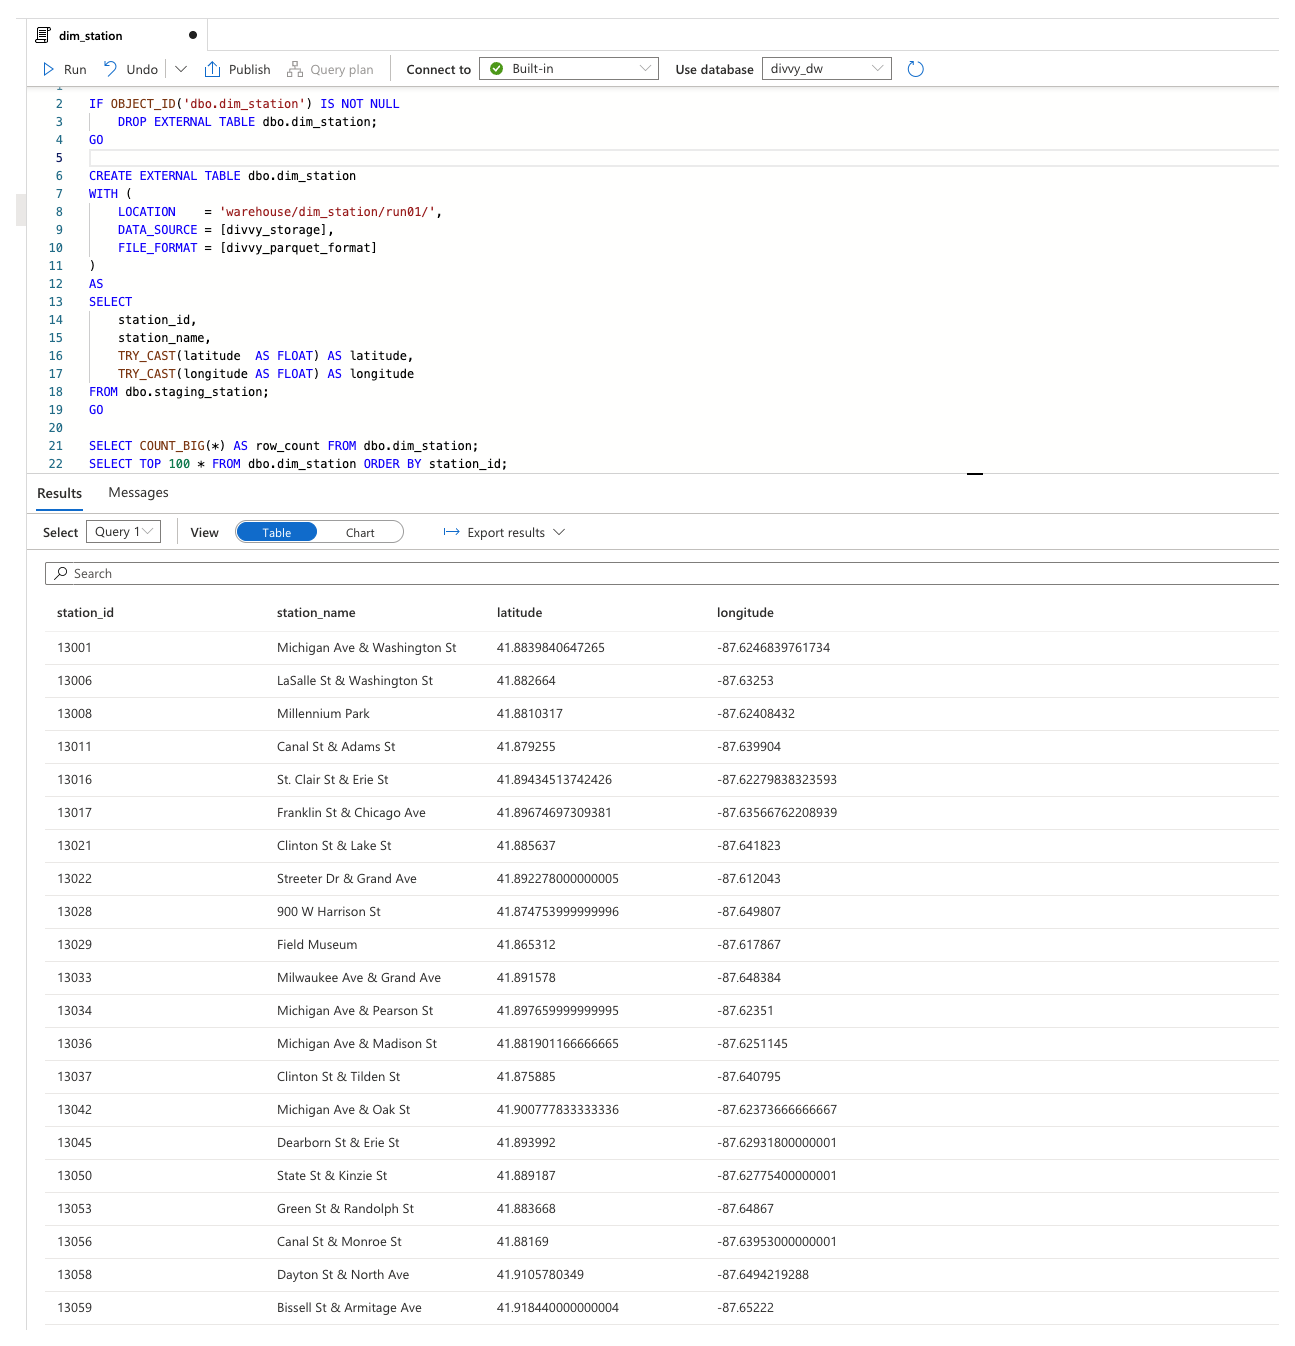 dim_station
Run Undo Publish Query plan Connect to Built-in Use database divvy_dw
1
2 IF OBJECT_ID('dbo.dim_station') IS NOT NULL
3 DROP EXTERNAL TABLE dbo.dim_station;
4 GO
5
6 CREATE EXTERNAL TABLE dbo.dim_station
7 WITH (
8 LOCATION = 'warehouse/dim_station/run01/',
9 DATA_SOURCE = [divvy_storage],
10 FILE_FORMAT = [divvy_parquet_format]
11 )
12 AS
13 SELECT
14 station_id,
15 station_name,
16 TRY_CAST(latitude AS FLOAT) AS latitude,
17 TRY_CAST(longitude AS FLOAT) AS longitude
18 FROM dbo.staging_station;
19 GO
20
21 SELECT COUNT_BIG(*) AS row_count FROM dbo.dim_station;
22 SELECT TOP 100 * FROM dbo.dim_station ORDER BY station_id;
Results Messages
Select Query 1 View Table Chart Export results
Search
station_id station_name latitude longitude
13001 Michigan Ave & Washington St 41.8839840647265 -87.6246839761734
13006 LaSalle St & Washington St 41.882664 -87.63253
13008 Millennium Park 41.8810317 -87.62408432
13011 Canal St & Adams St 41.879255 -87.639904
13016 St. Clair St & Erie St 41.89434513742426 -87.62279838323593
13017 Franklin St & Chicago Ave 41.89674697309381 -87.63566762208939
13021 Clinton St & Lake St 41.885637 -87.641823
13022 Streeter Dr & Grand Ave 41.892278000000005 -87.612043
13028 900 W Harrison St 41.874753999999996 -87.649807
13029 Field Museum 41.865312 -87.617867
13033 Milwaukee Ave & Grand Ave 41.891578 -87.648384
13034 Michigan Ave & Pearson St 41.897659999999995 -87.62351
13036 Michigan Ave & Madison St 41.881901166666665 -87.6251145
13037 Clinton St & Tilden St 41.875885 -87.640795
13042 Michigan Ave & Oak St 41.900777833333336 -87.62373666666667
13045 Dearborn St & Erie St 41.893992 -87.62931800000001
13050 State St & Kinzie St 41.889187 -87.62775400000001
13053 Green St & Randolph St 41.883668 -87.64867
13056 Canal St & Monroe St 41.88169 -87.63953000000001
13058 Dayton St & North Ave 41.9105780349 -87.6494219288
13059 Bissell St & Armitage Ave 41.918440000000004 -87.65222